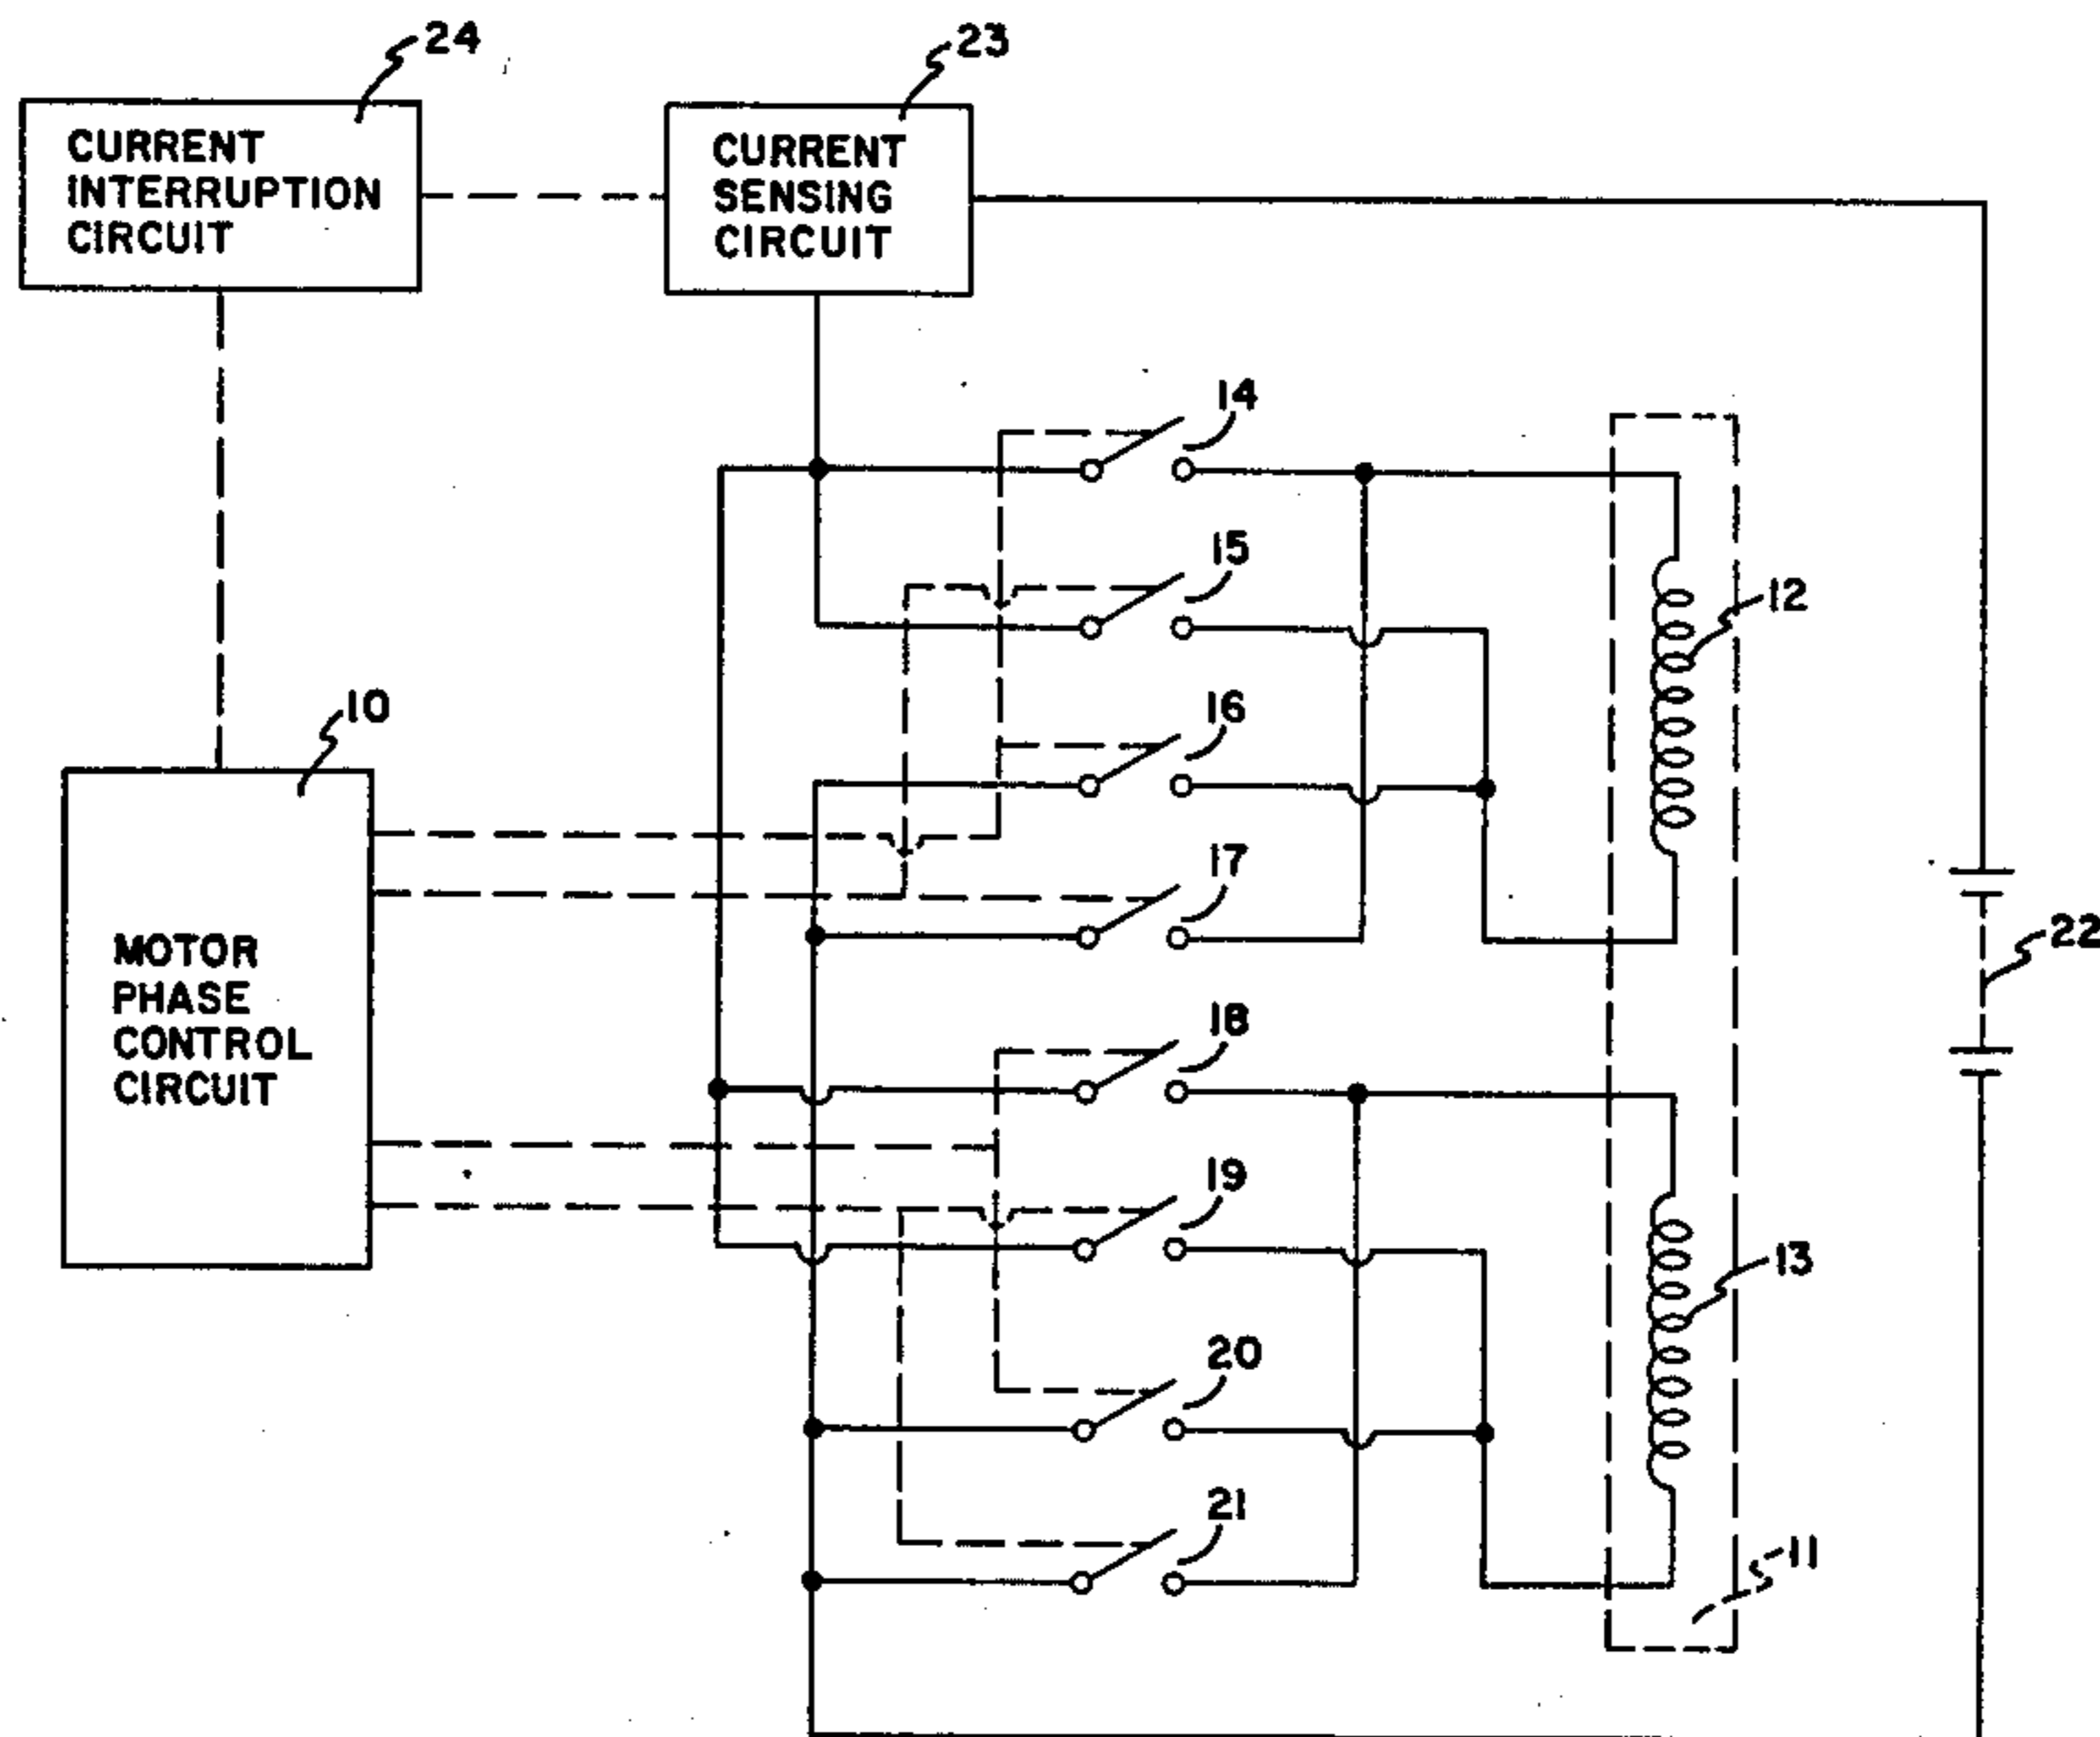 24
23
CURRENT
INTERRUPTION
CIRCUIT
CURRENT
SENSING
CIRCUIT
14
15
12
16
10
17
22
MOTOR
PHASE
CONTROL
CIRCUIT
18
19
13
20
21
11